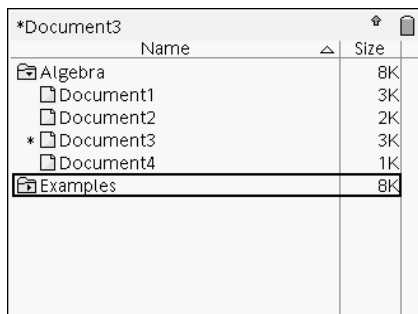 *Document3
Name Size
Algebra 8K
Document1 3K
Document2 2K
* Document3 3K
Document4 1K
Examples 8K